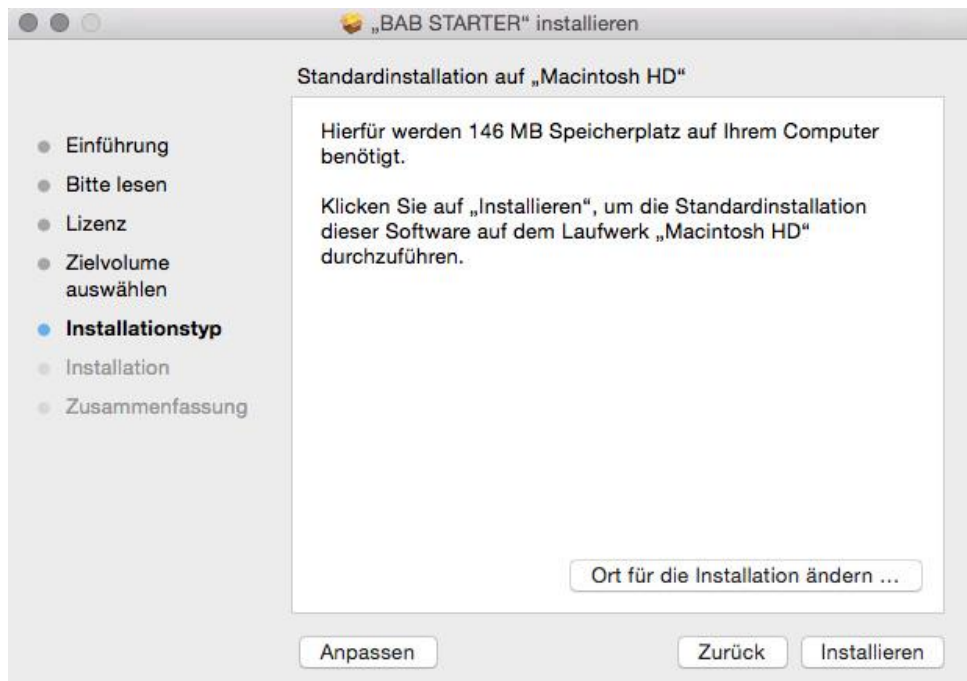 „BAB STARTER“ installieren
Standardinstallation auf „Macintosh HD“
Einführung
Bitte lesen
Lizenz
Zielvolume
auswählen
Installationstyp
Installation
Zusammenfassung
Hierfür werden 146 MB Speicherplatz auf Ihrem Computer
benötigt.
Klicken Sie auf „Installieren“, um die Standardinstallation
dieser Software auf dem Laufwerk „Macintosh HD“
durchzuführen.
Ort für die Installation ändern ...
Anpassen
Zurück
Installieren